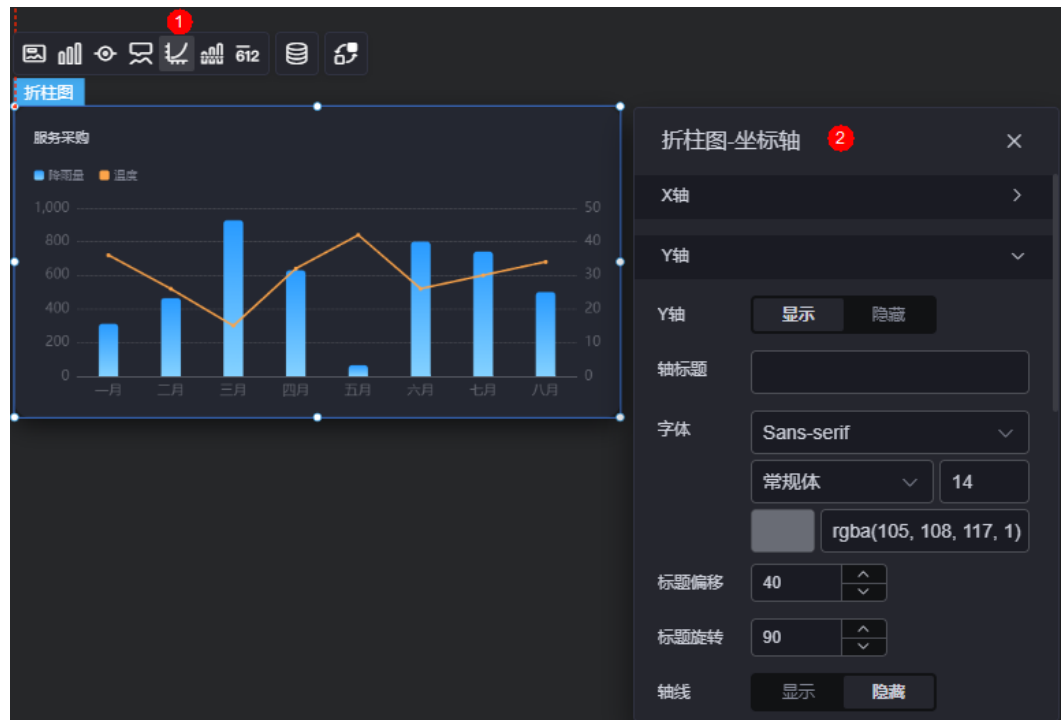 1
612
折柱图
服务采购
降雨量 温度
1,000 50
800 40
600 30
400 20
200 10
0 0
一月 二月 三月 四月 五月 六月 七月 八月
折柱图-坐标轴 2
X轴
Y轴
Y轴 显示 隐藏
轴标题
字体 Sans-serif
常规体 14
rgba(105, 108, 117, 1)
标题偏移 40
标题旋转 90
轴线 显示 隐藏